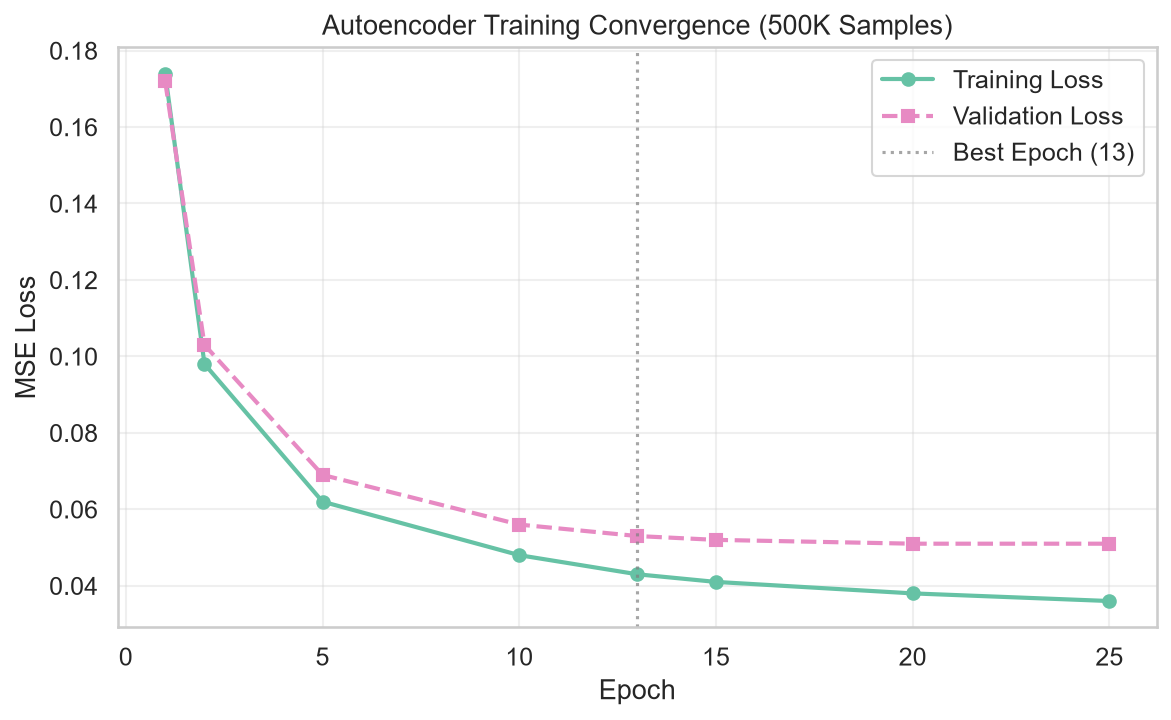 Autoencoder Training Convergence (500K Samples)
0.18
0.16
0.14
0.12
0.10
0.08
0.06
0.04
MSE Loss
Training Loss
Validation Loss
Best Epoch (13)
0 5 10 15 20 25
Epoch